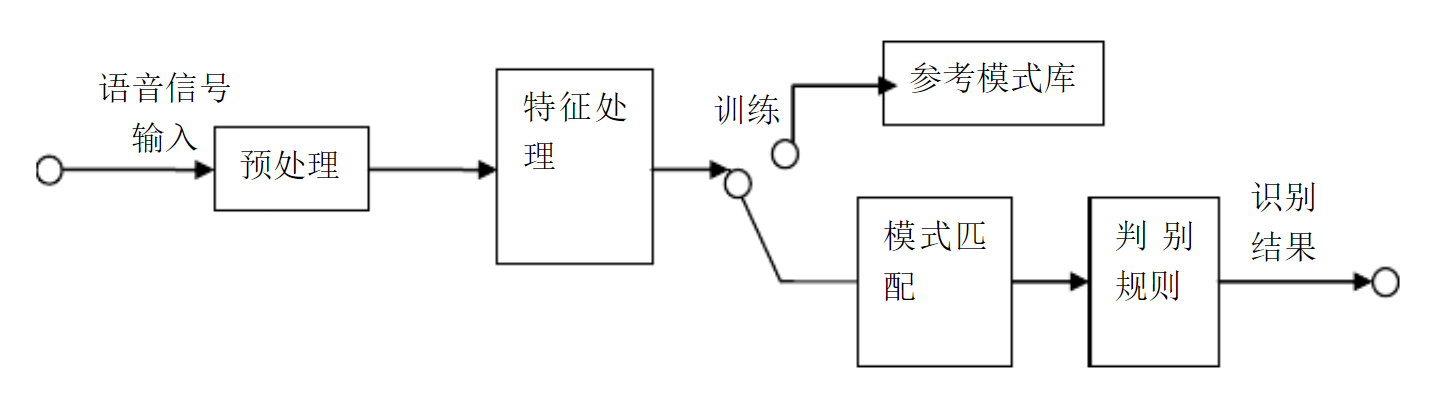 语音信号
输入
预处理
特征处
理
训练
参考模式库
模式匹
配
判 别
规则
识别
结果